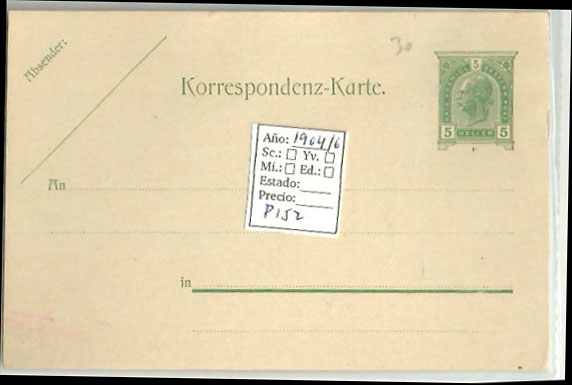 Absender:
30
Korrespondenz-Karte.
5
5 5
HELLER
Año: 1904/6
Sc.: Yv.
Mi.: Ed.:
Estado:
Precio:
P152
An
in